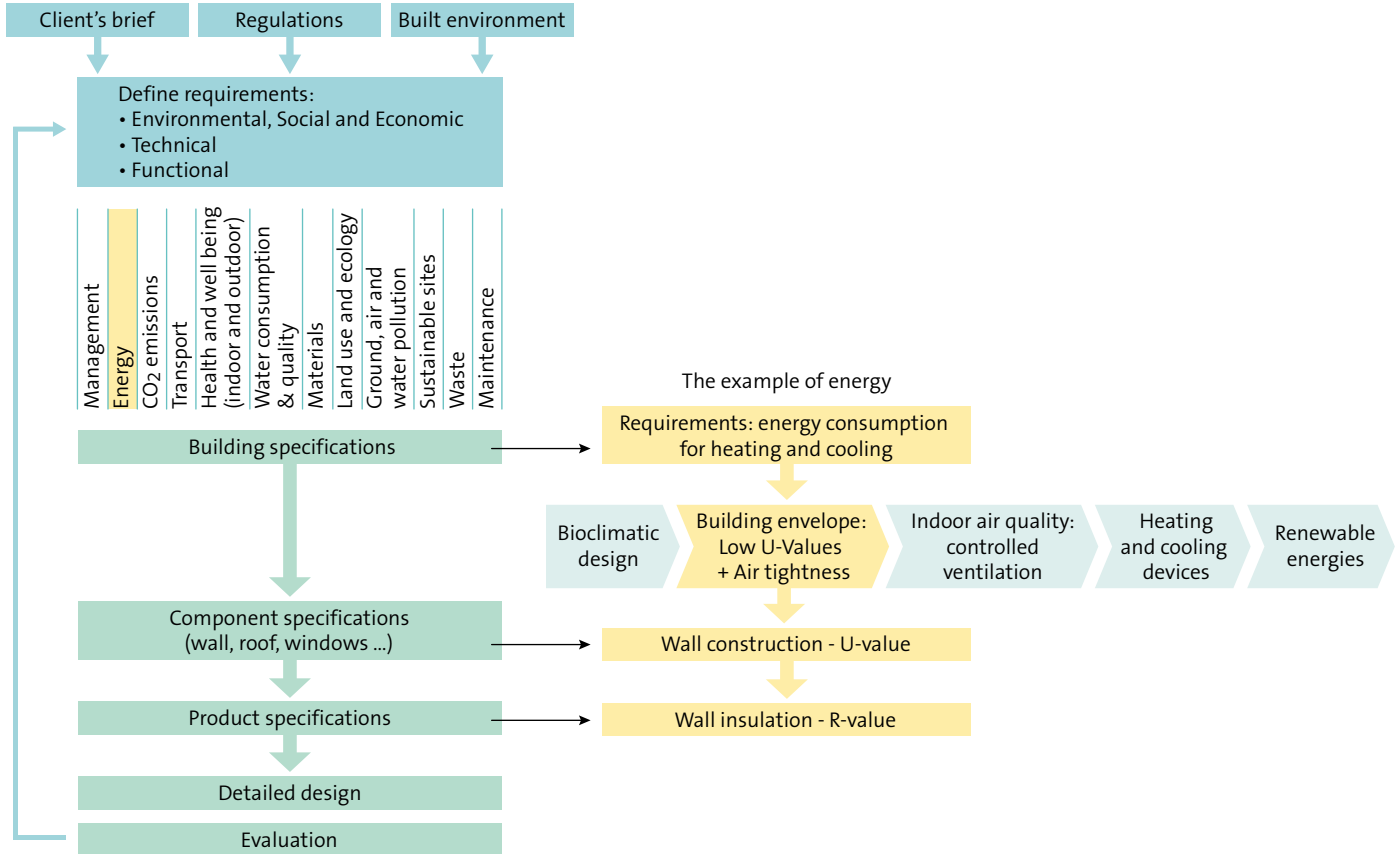 Client's brief
Regulations
Built environment
Define requirements:
• Environmental, Social and Economic
• Technical
• Functional
Management
Energy
CO2 emissions
Transport
Health and well being
(indoor and outdoor)
Water consumption
& quality
Materials
Land use and ecology
Ground, air and
water pollution
Sustainable sites
Waste
Maintenance
The example of energy
Building specifications
Requirements: energy consumption
for heating and cooling
Bioclimatic
design
Building envelope:
Low U-Values
+ Air tightness
Indoor air quality:
controlled
ventilation
Heating
and cooling
devices
Renewable
energies
Component specifications
(wall, roof, windows ...)
Wall construction - U-value
Product specifications
Wall insulation - R-value
Detailed design
Evaluation